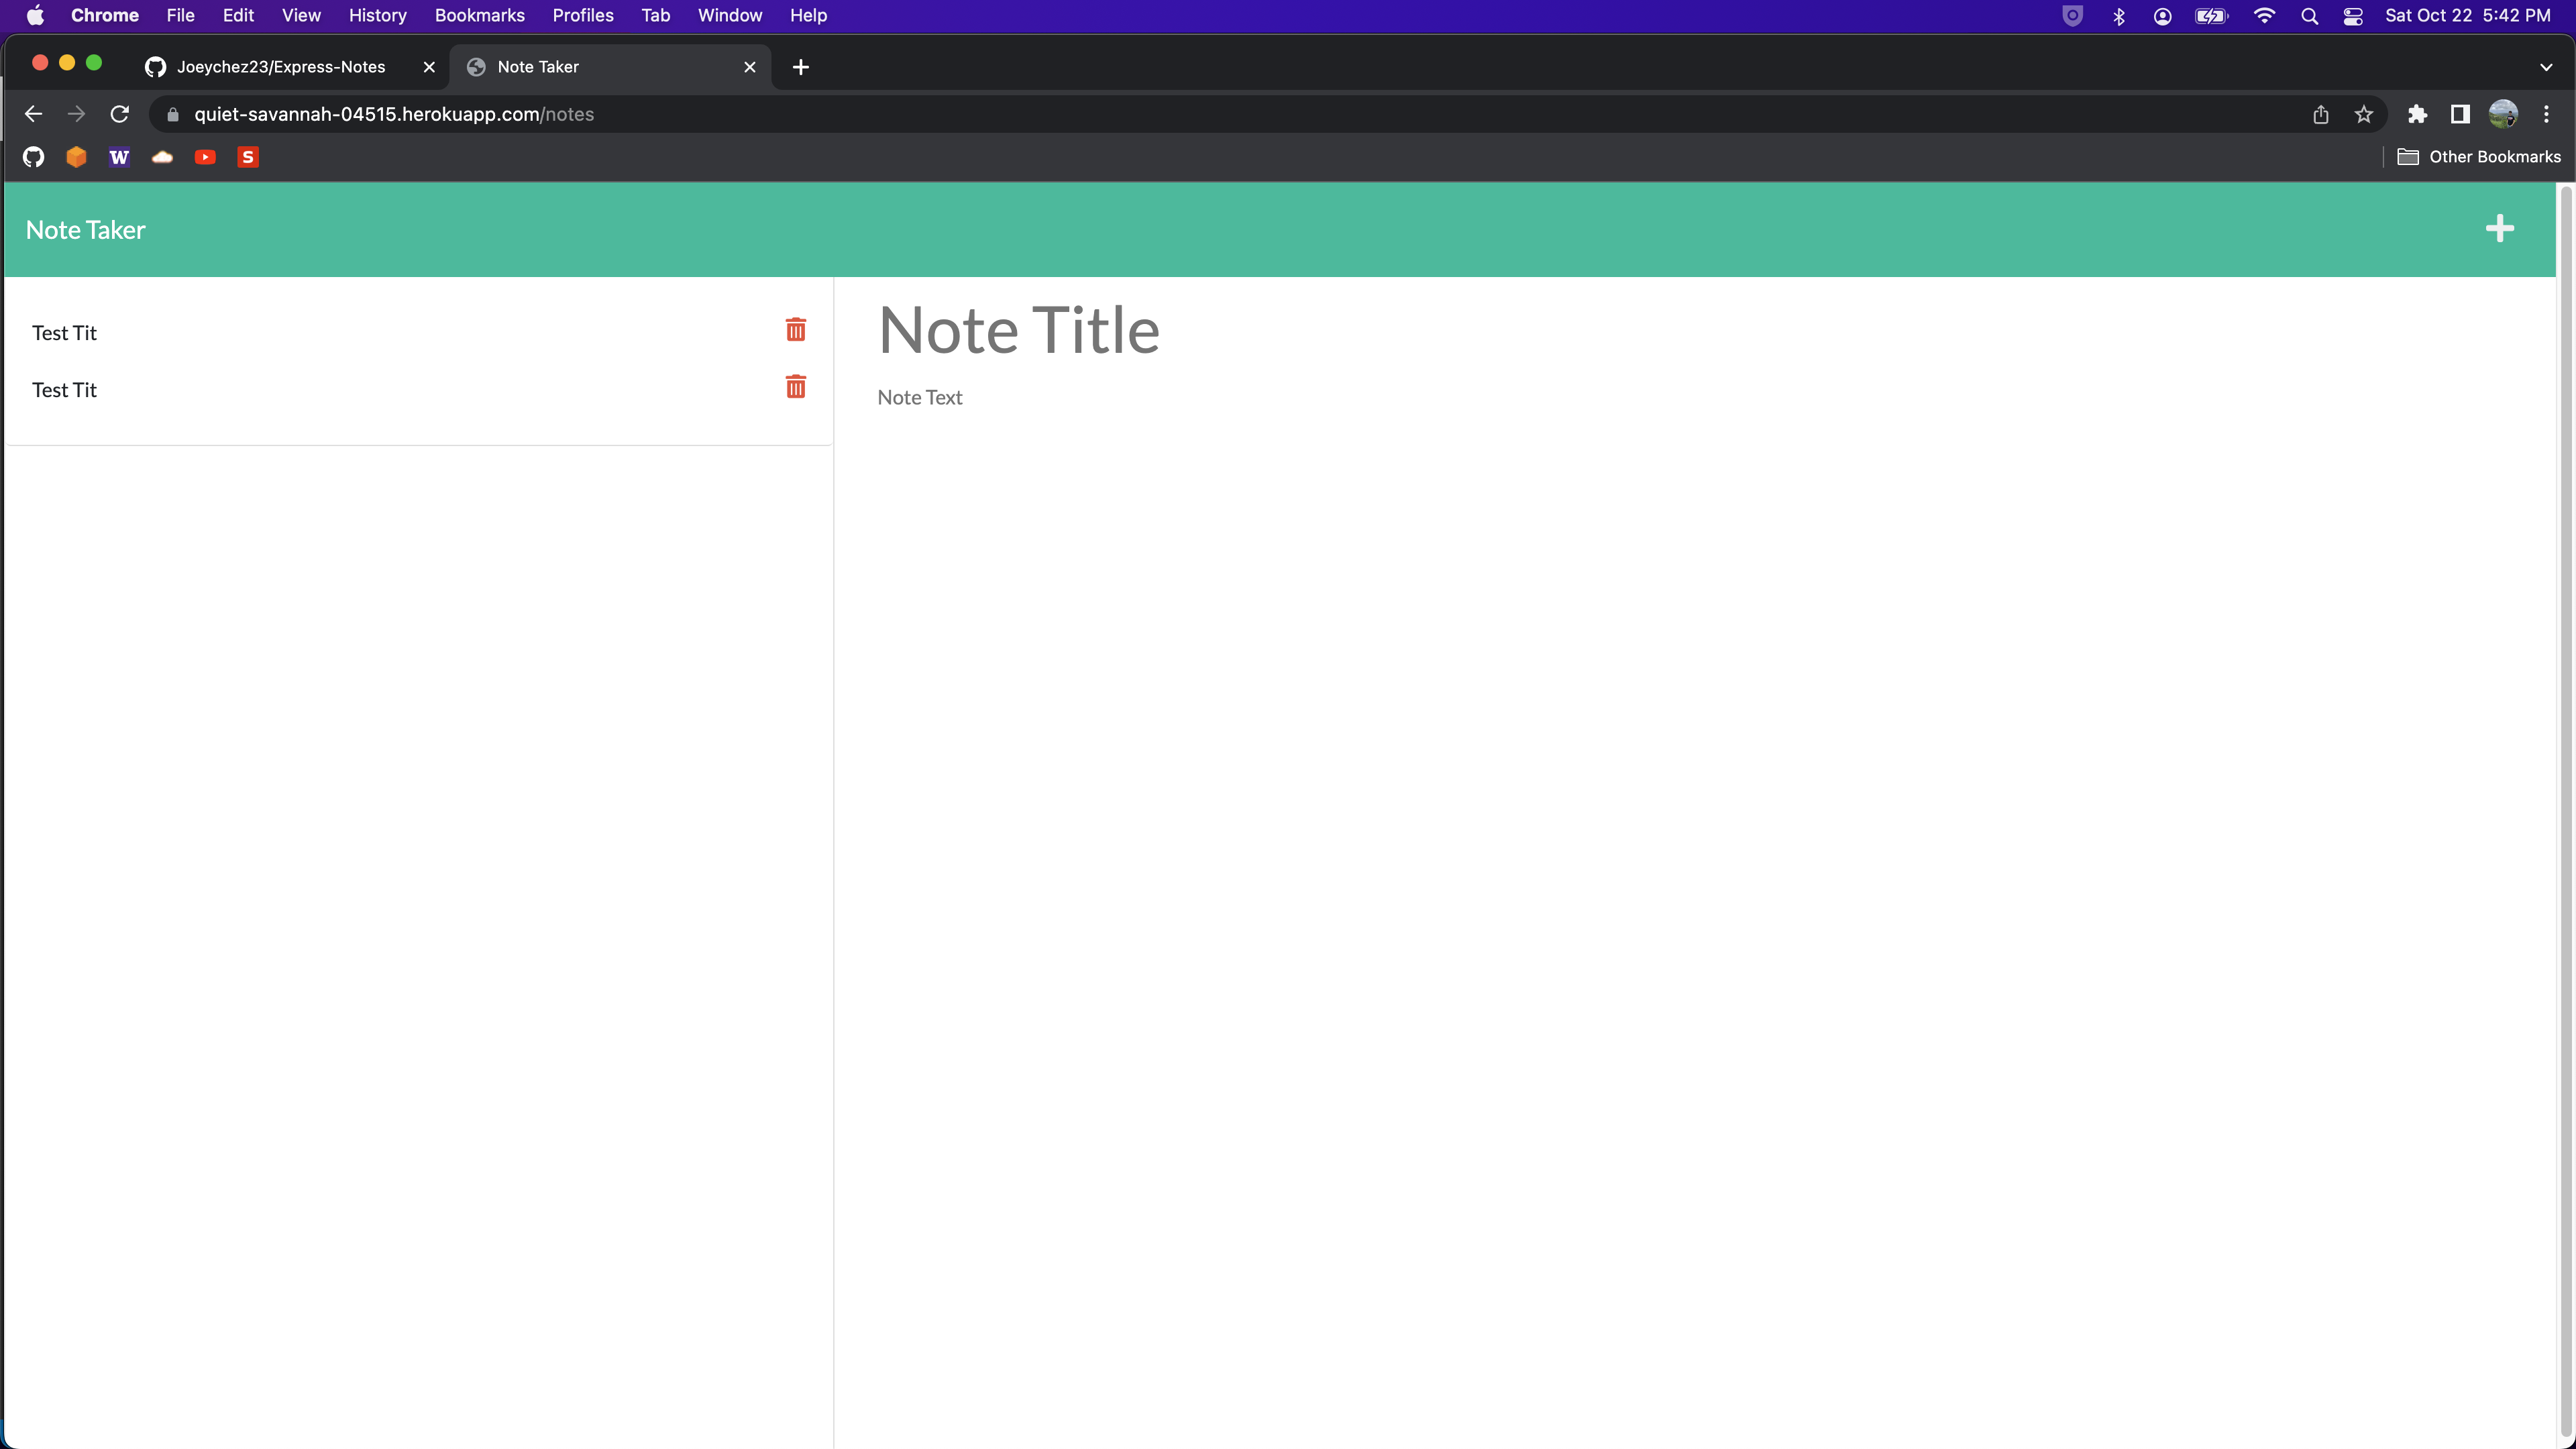 Chrome File Edit View History Bookmarks Profiles Tab Window Help Sat Oct 22 5:42 PM
Joeychez23/Express-Notes Note Taker
quiet-savannah-04515.herokuapp.com/notes
W S Other Bookmarks
Note Taker
Test Tit
Test Tit
Note Title
Note Text